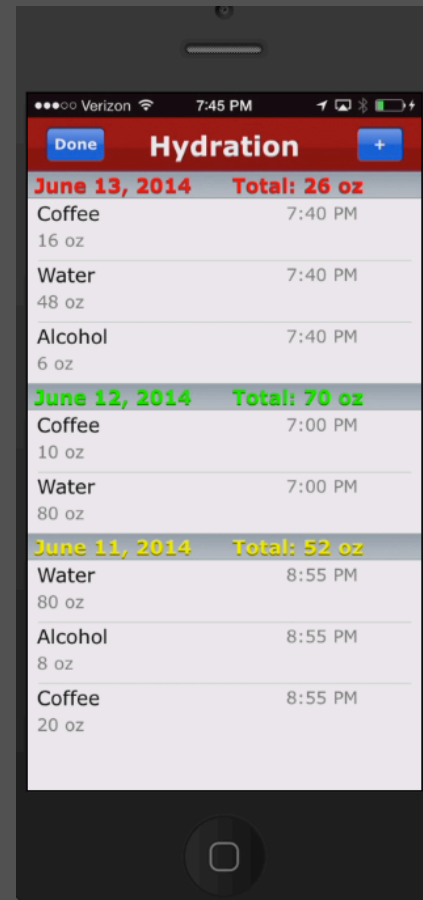 Verizon 7:45 PM
Done Hydration +
June 13, 2014 Total: 26 oz
Coffee 7:40 PM
16 oz
Water 7:40 PM
48 oz
Alcohol 7:40 PM
6 oz
June 12, 2014 Total: 70 oz
Coffee 7:00 PM
10 oz
Water 7:00 PM
80 oz
June 11, 2014 Total: 52 oz
Water 8:55 PM
80 oz
Alcohol 8:55 PM
8 oz
Coffee 8:55 PM
20 oz